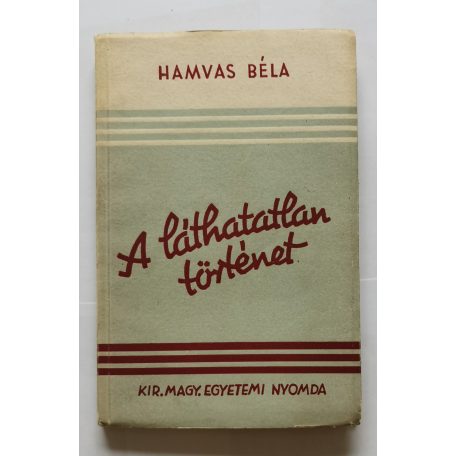 HAMVAS BÉLA
A láthatatlan
történet
KIR. MAGY. EGYETEMI NYOMDA